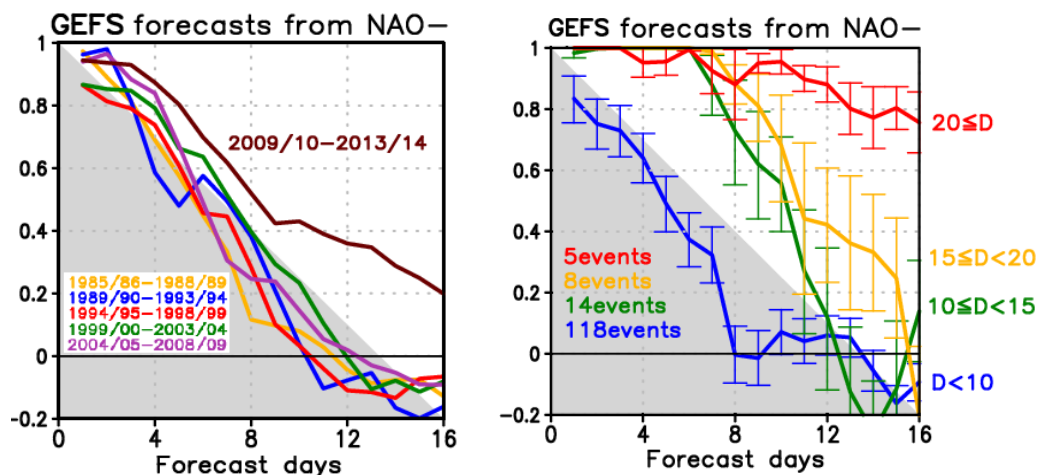 GEFS forecasts from NAO−
1
0.8
0.6
0.4
0.2
0
-0.2
2009/10−2013/14
1985/86−1988/89
1989/90−1993/94
1994/95−1998/99
1999/00−2003/04
2004/05−2008/09
0 4 8 12 16
Forecast days
GEFS forecasts from NAO−
1
0.8
0.6
0.4
0.2
0
-0.2
5events
8events
14events
118events
20≦D
15≦D<20
10≦D<15
D<10
0 4 8 12 16
Forecast days